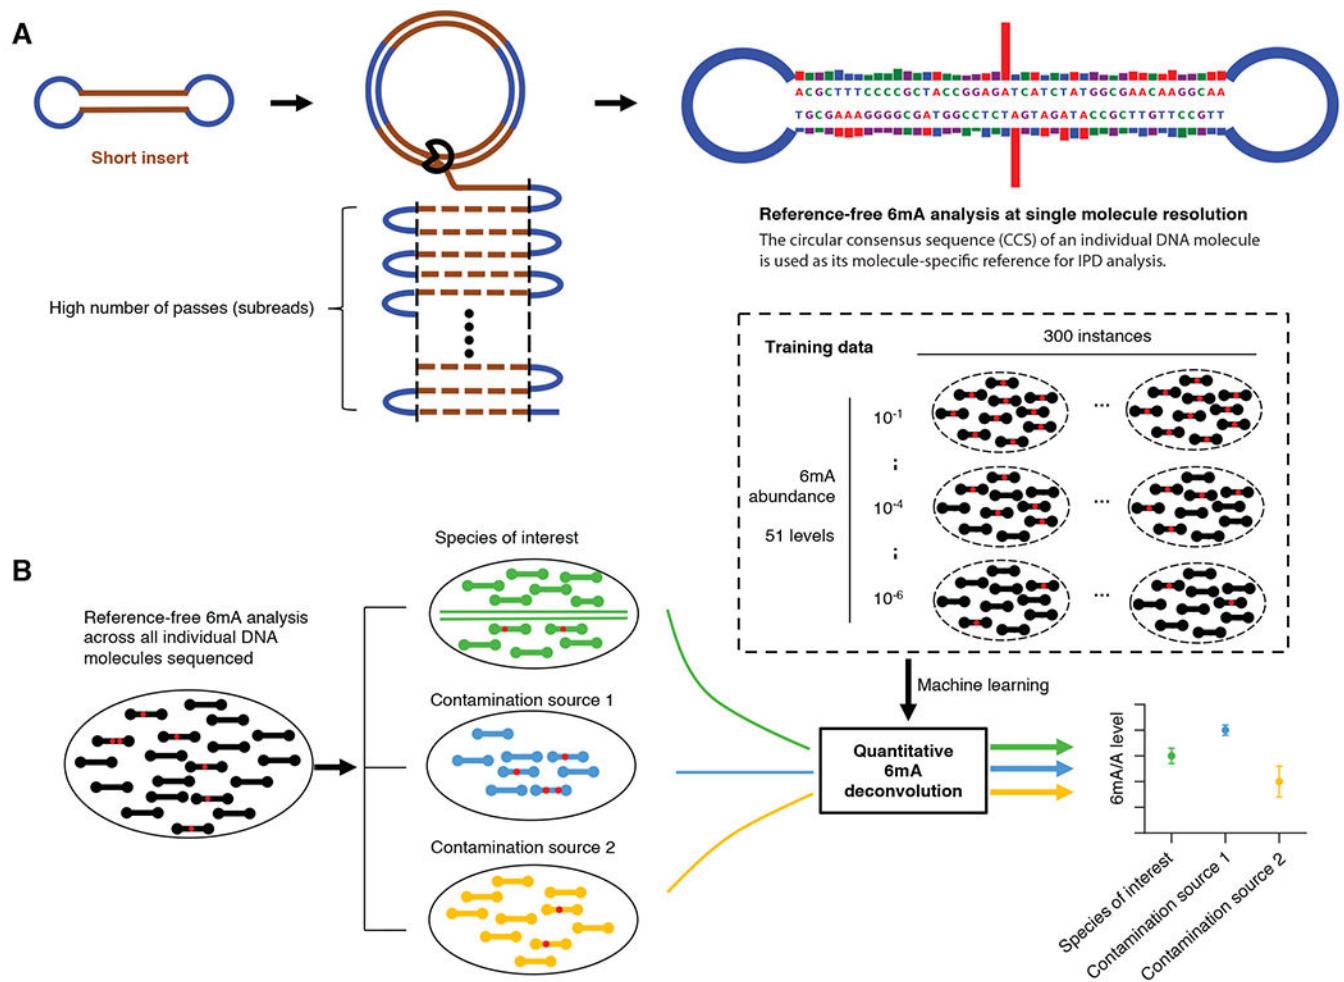 A
Short insert
High number of passes (subreads)
ACGCTTTCCCCGCTACCGGAGATCATCTATGGCGAACAAGGCAA
TGCGAAAGGGGCGATGGCCTCTAGTAGATACCGCTTGTTCCGTT
Reference-free 6mA analysis at single molecule resolution
The circular consensus sequence (CCS) of an individual DNA molecule
is used as its molecule-specific reference for IPD analysis.
Training data
300 instances
6mA
abundance
51 levels
10-1
...
:
10-4
...
:
10-6
...
Machine learning
B
Reference-free 6mA analysis
across all individual DNA
molecules sequenced
Species of interest
Contamination source 1
Contamination source 2
Quantitative
6mA
deconvolution
6mA/A level
Species of interest
Contamination source 1
Contamination source 2